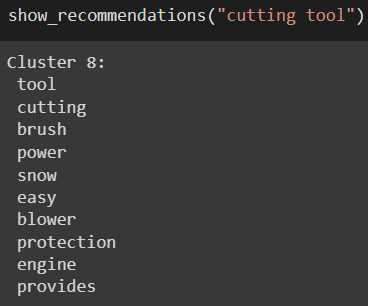 show_recommendations("cutting tool")
Cluster 8:
tool
cutting
brush
power
snow
easy
blower
protection
engine
provides